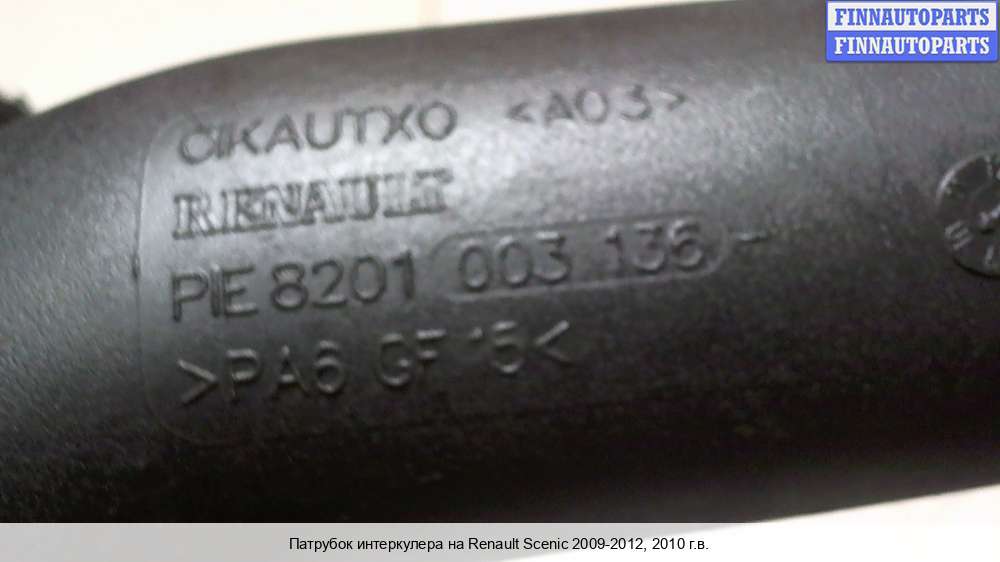 FINNAUTOPARTS
FINNAUTOPARTS
CIKAUTXO <A03>
RENAULT
PIE 8201 003 136 -
>PA6 GF 15<
Патрубок интеркулера на Renault Scenic 2009-2012, 2010 г.в.